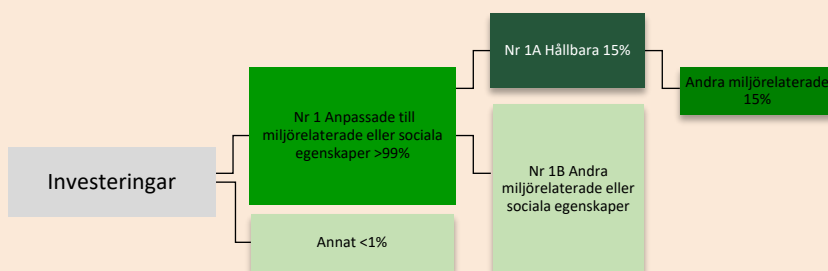 Investeringar
Nr 1 Anpassade till
miljörelaterade eller sociala
egenskaper >99%
Annat <1%
Nr 1A Hållbara 15%
Nr 1B Andra
miljörelaterade eller
sociala egenskaper
Andra miljörelaterade
15%